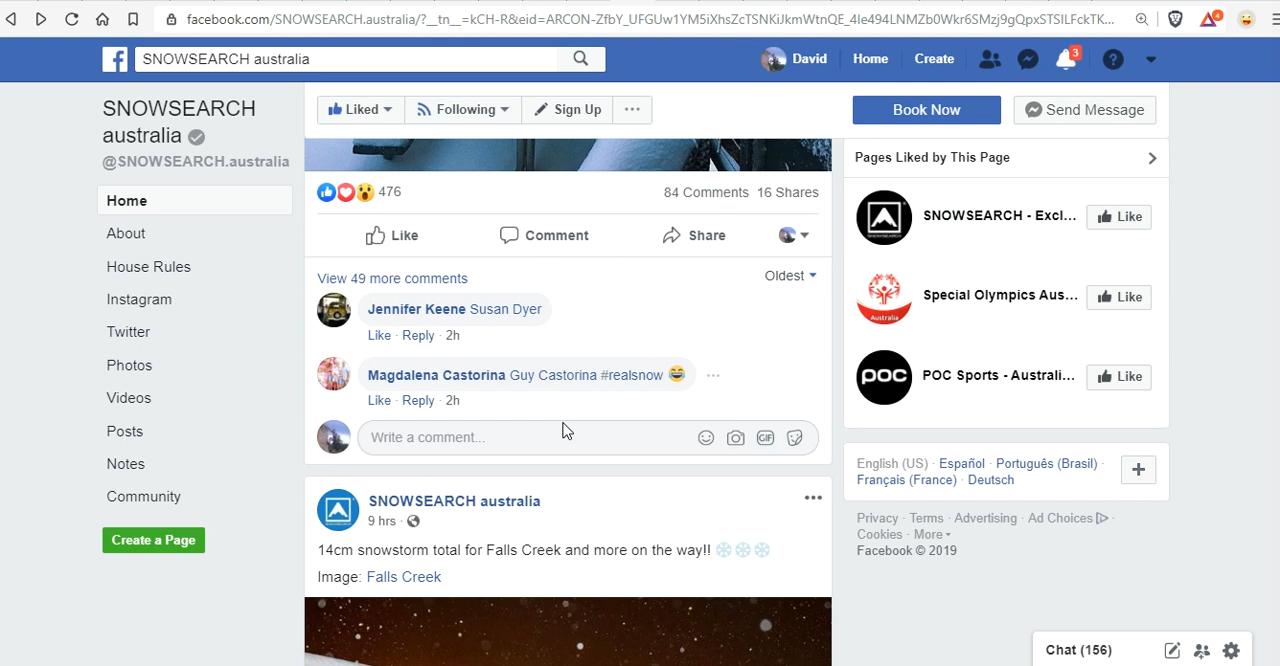 facebook.com/SNOWSEARCH.australia/?__tn__=kCH-R&eid=ARCON-ZfbY_UFGUw1YM5iXhsZcTSNKiJkmWtnQE_4le494LNMZb0Wkr6SMzj9gQpxSTSILFckTK...
4
SNOWSEARCH australia
David
Home
Create
3
SNOWSEARCH
australia
@SNOWSEARCH.australia
Home
About
House Rules
Instagram
Twitter
Photos
Videos
Posts
Notes
Community
Create a Page
Liked
Following
Sign Up
Book Now
Send Message
476
84 Comments 16 Shares
Like
Comment
Share
View 49 more comments
Oldest
Jennifer Keene Susan Dyer
Like · Reply · 2h
Magdalena Castorina Guy Castorina #realsnow 😂
Like · Reply · 2h
Write a comment...
GIF
SNOWSEARCH australia
9 hrs ·
14cm snowstorm total for Falls Creek and more on the way!! ❄❄❄
Image: Falls Creek
Pages Liked by This Page
SNOWSEARCH - Excl...
Like
Special Olympics Aus...
Like
Australia
POC Sports - Australi...
Like
POC
English (US) · Español · Português (Brasil) ·
Français (France) · Deutsch
Privacy · Terms · Advertising · Ad Choices ·
Cookies · More
Facebook © 2019
Chat (156)